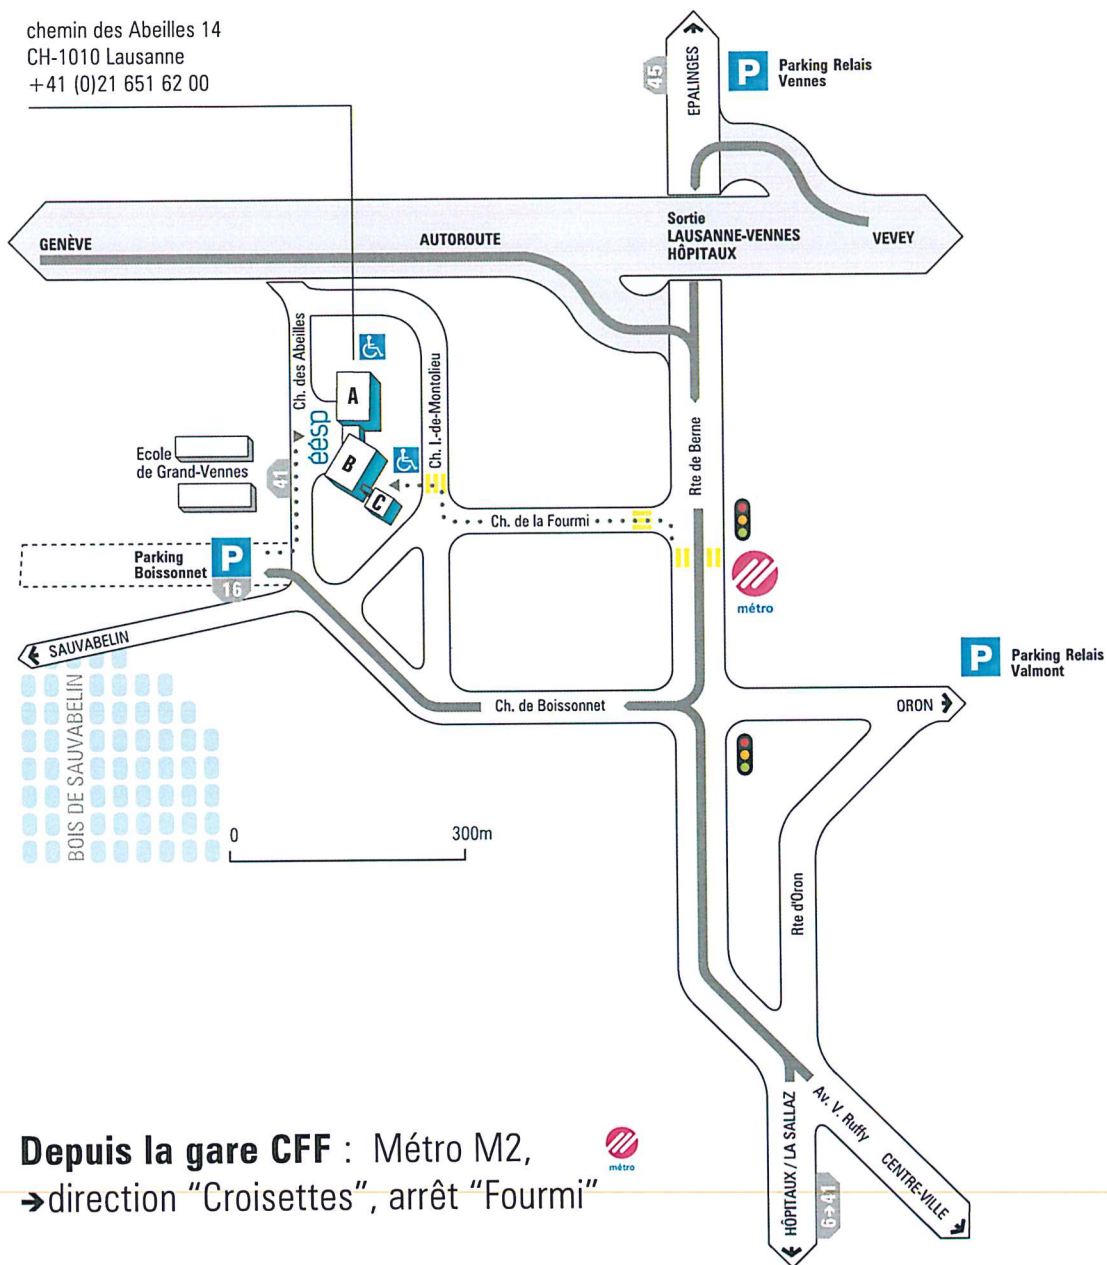 chemin des Abeilles 14
CH-1010 Lausanne
+41 (0)21 651 62 00
45
EPALINGES
P
Parking Relais
Vennes
GENÈVE
AUTOROUTE
Sortie
LAUSANNE-VENNES
HÔPITAUX
VEVEY
Ch. des Abeilles
A
Ch. I.-de-Montolieu
éésp
B
C
Ecole
de Grand-Vennes
41
Rte de Berne
Ch. de la Fourmi
Parking
Boissonnet
P
16
métro
SAUVABELIN
P
Parking Relais
Valmont
ORON
Ch. de Boissonnet
BOIS DE SAUVABELIN
0
300m
Rte d'Oron
Av. V. Ruffy
CENTRE-VILLE
HÔPITAUX / LA SALLAZ
6→41
Depuis la gare CFF : Métro M2,
métro
→direction “Croisettes”, arrêt “Fourmi”